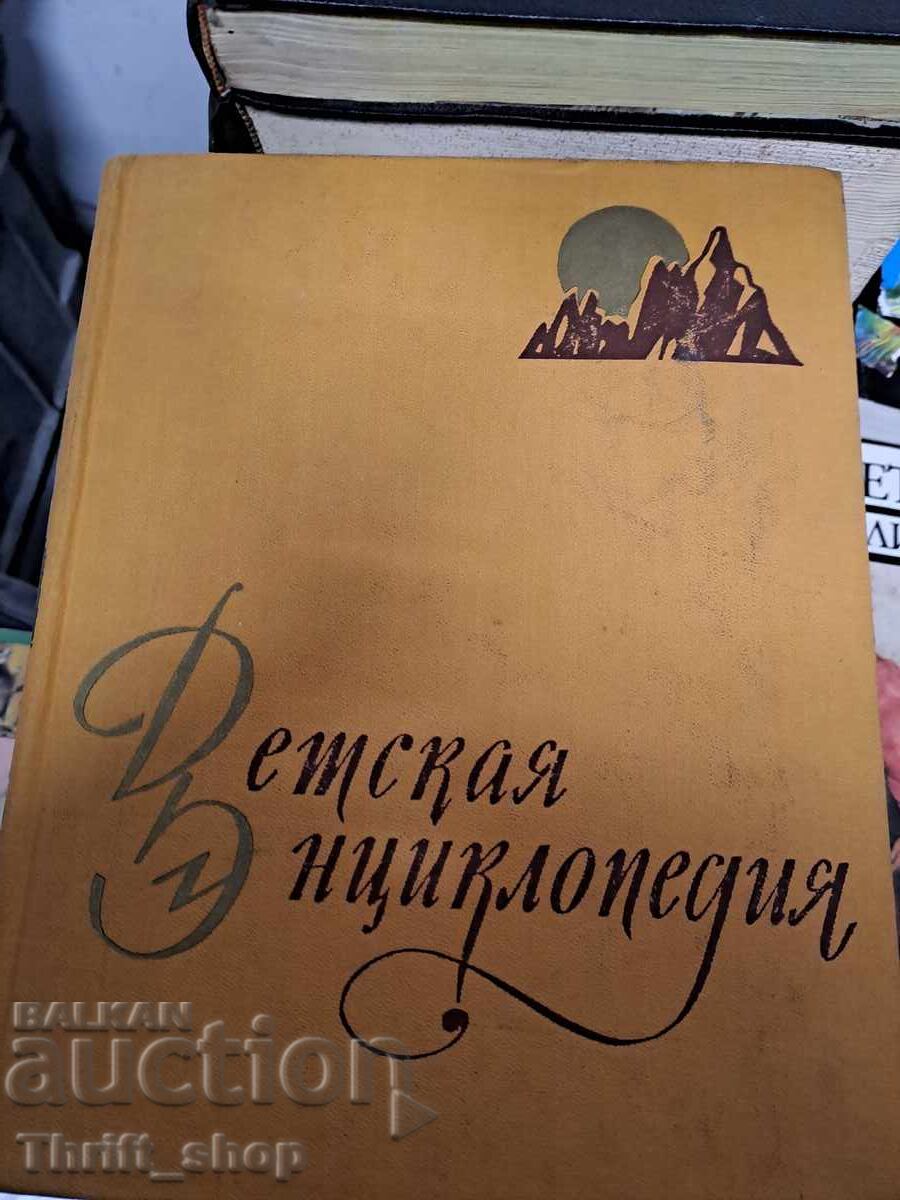 Детская
Энциклопедия
BALKAN
auction
Thrift_shop